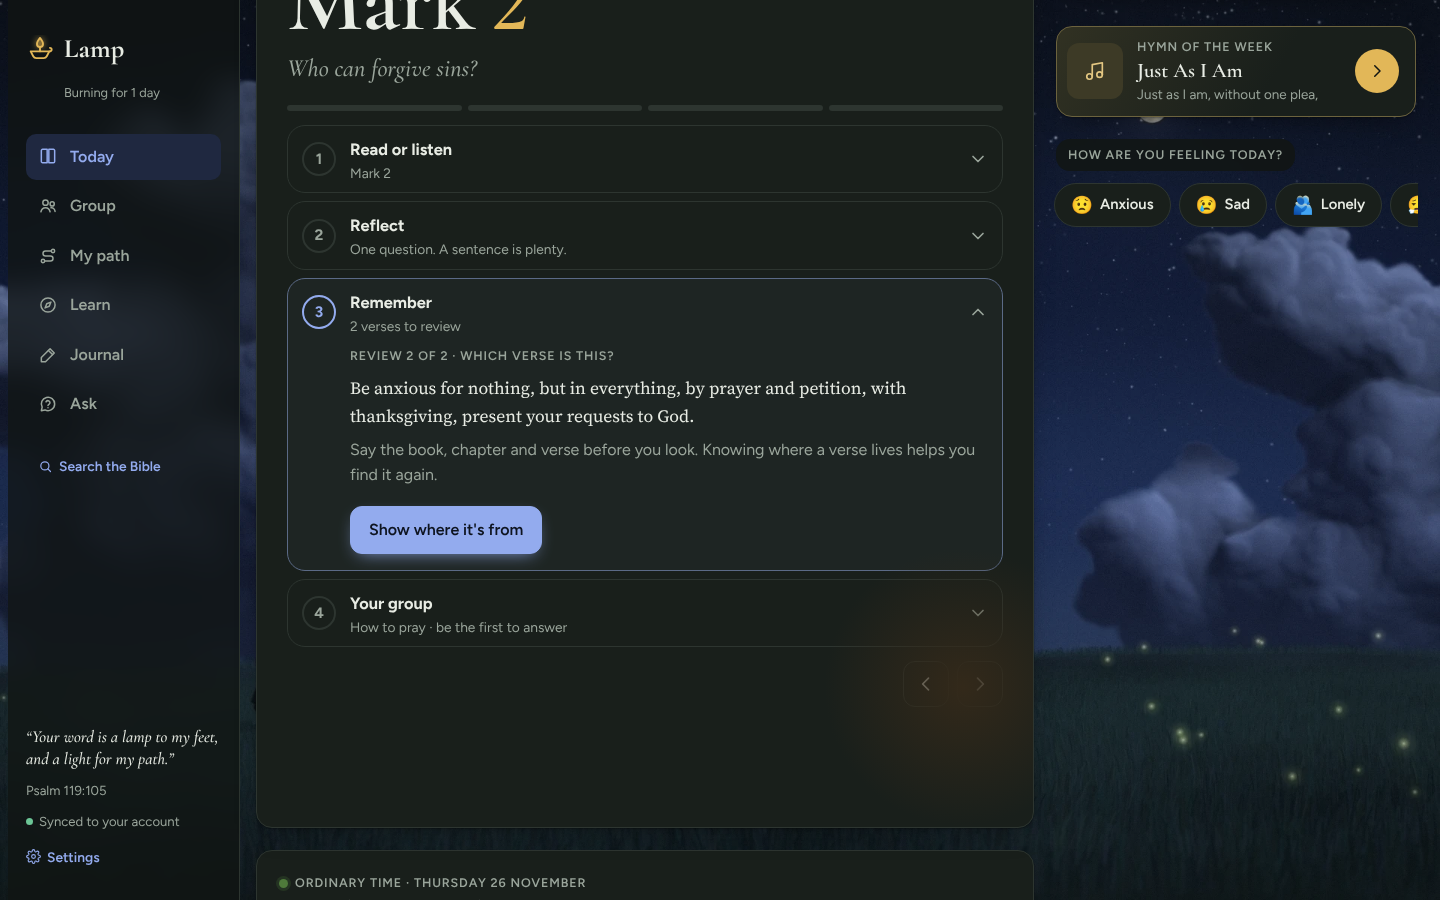 Lamp
Burning for 1 day
Today
Group
My path
Learn
Journal
Ask
Search the Bible
“Your word is a lamp to my feet,
and a light for my path.”
Psalm 119:105
Synced to your account
Settings
Mark 2
Who can forgive sins?
1
Read or listen
Mark 2
2
Reflect
One question. A sentence is plenty.
3
Remember
2 verses to review
REVIEW 2 OF 2 · WHICH VERSE IS THIS?
Be anxious for nothing, but in everything, by prayer and petition, with
thanksgiving, present your requests to God.
Say the book, chapter and verse before you look. Knowing where a verse lives helps you
find it again.
Show where it's from
4
Your group
How to pray · be the first to answer
ORDINARY TIME · THURSDAY 26 NOVEMBER
HYMN OF THE WEEK
Just As I Am
Just as I am, without one plea,
HOW ARE YOU FEELING TODAY?
Anxious
Sad
Lonely